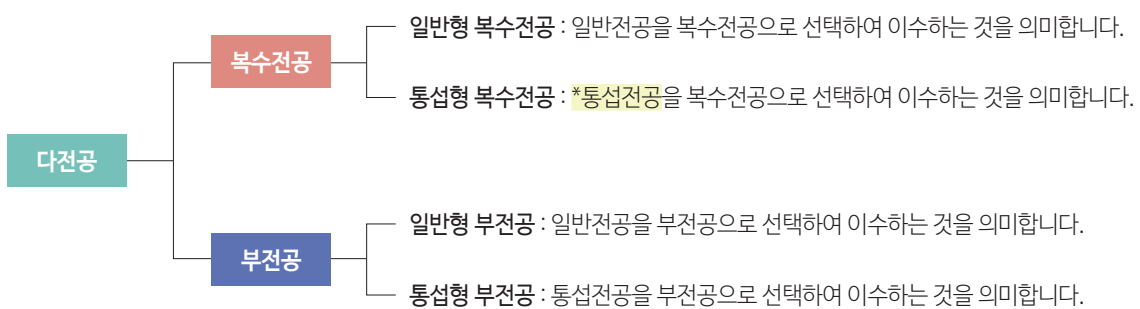 다전공
복수전공
일반형 복수전공 : 일반전공을 복수전공으로 선택하여 이수하는 것을 의미합니다.
통섭형 복수전공 : *통섭전공을 복수전공으로 선택하여 이수하는 것을 의미합니다.
부전공
일반형 부전공 : 일반전공을 부전공으로 선택하여 이수하는 것을 의미합니다.
통섭형 부전공 : 통섭전공을 부전공으로 선택하여 이수하는 것을 의미합니다.